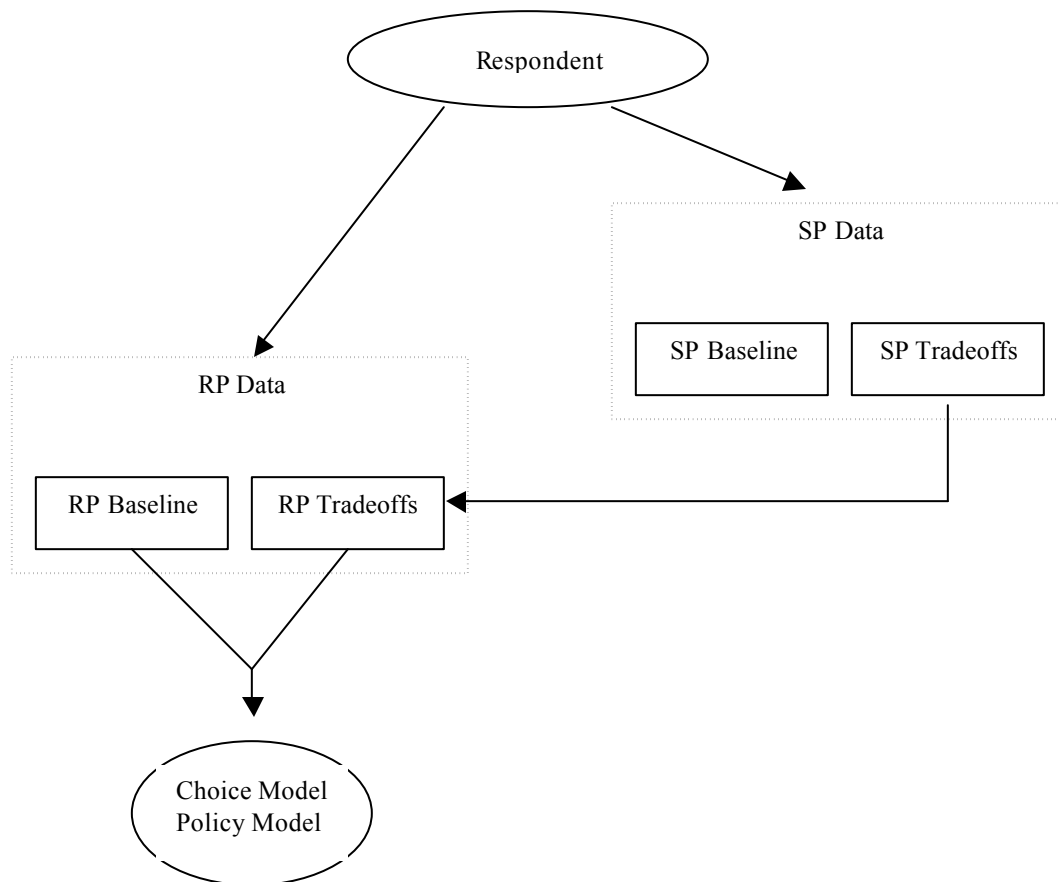 Respondent
SP Data
SP Baseline
SP Tradeoffs
RP Data
RP Baseline
RP Tradeoffs
Choice Model
Policy Model